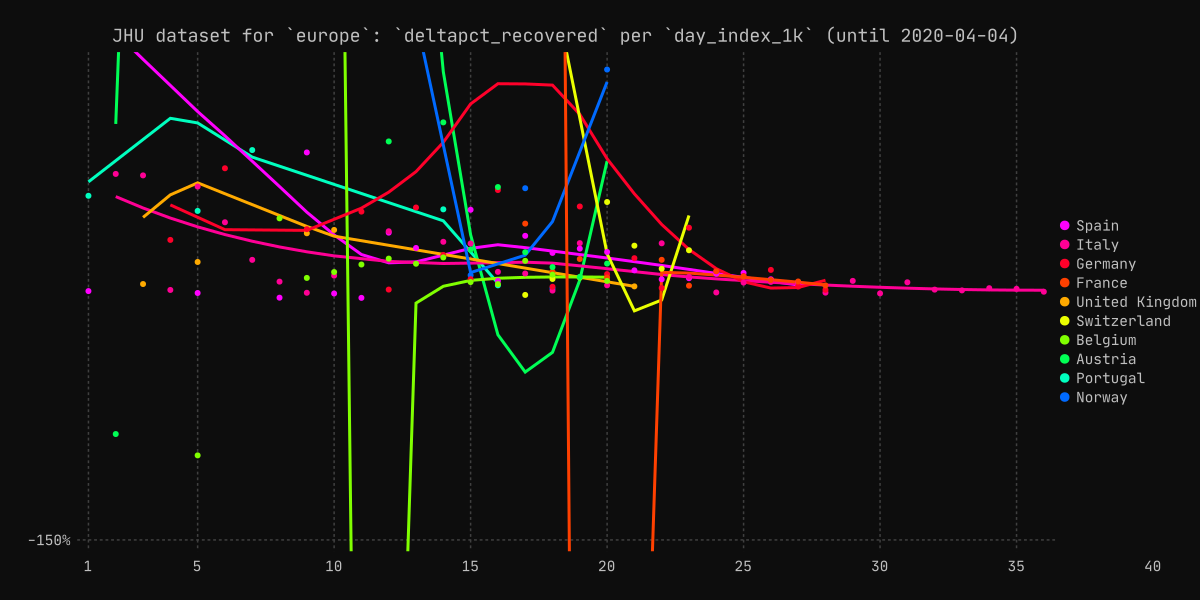 JHU dataset for `europe`: `deltapct_recovered` per `day_index_1k` (until 2020-04-04)
Spain
Italy
Germany
France
United Kingdom
Switzerland
Belgium
Austria
Portugal
Norway
-150%
1 5 10 15 20 25 30 35 40